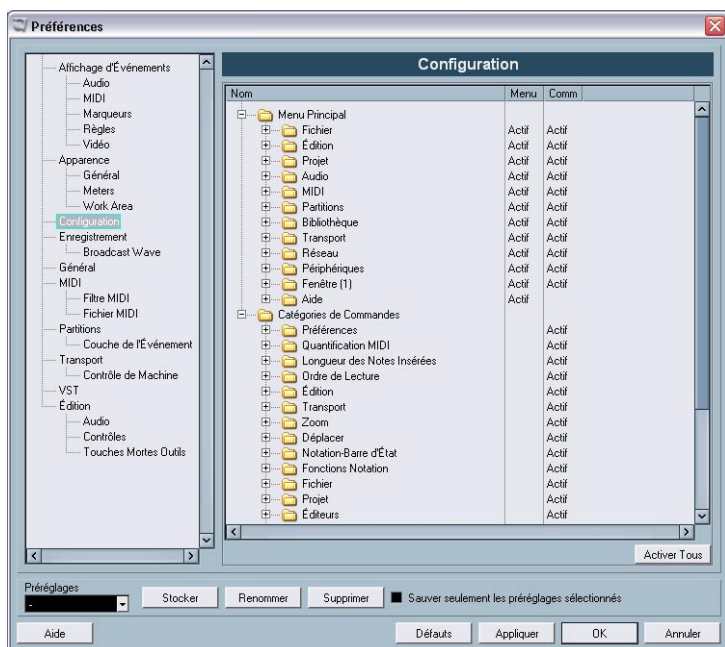 Préférences
Affichage d'Événements
Audio
MIDI
Marqueurs
Règles
Vidéo
Apparence
Général
Meters
Work Area
Configuration
Enregistrement
Broadcast Wave
Général
MIDI
Filtre MIDI
Fichier MIDI
Partitions
Couche de l'Événement
Transport
Contrôle de Machine
VST
Édition
Audio
Contrôles
Touches Mortes Outils
Configuration
Nom Menu Comm
Menu Principal
Fichier Actif Actif
Édition Actif Actif
Projet Actif Actif
Audio Actif Actif
MIDI Actif Actif
Partitions Actif Actif
Bibliothèque Actif Actif
Transport Actif Actif
Réseau Actif Actif
Périphériques Actif Actif
Fenêtre (1) Actif Actif
Aide Actif
Catégories de Commandes
Préférences Actif
Quantification MIDI Actif
Longueur des Notes Insérées Actif
Ordre de Lecture Actif
Édition Actif
Transport Actif
Zoom Actif
Déplacer Actif
Notation-Barre d'État Actif
Fonctions Notation Actif
Fichier Actif
Projet Actif
Éditeurs Actif
Activer Tous
Préréglages
-
Stocker Renommer Supprimer Sauver seulement les préréglages sélectionnés
Aide Défauts Appliquer OK Annuler